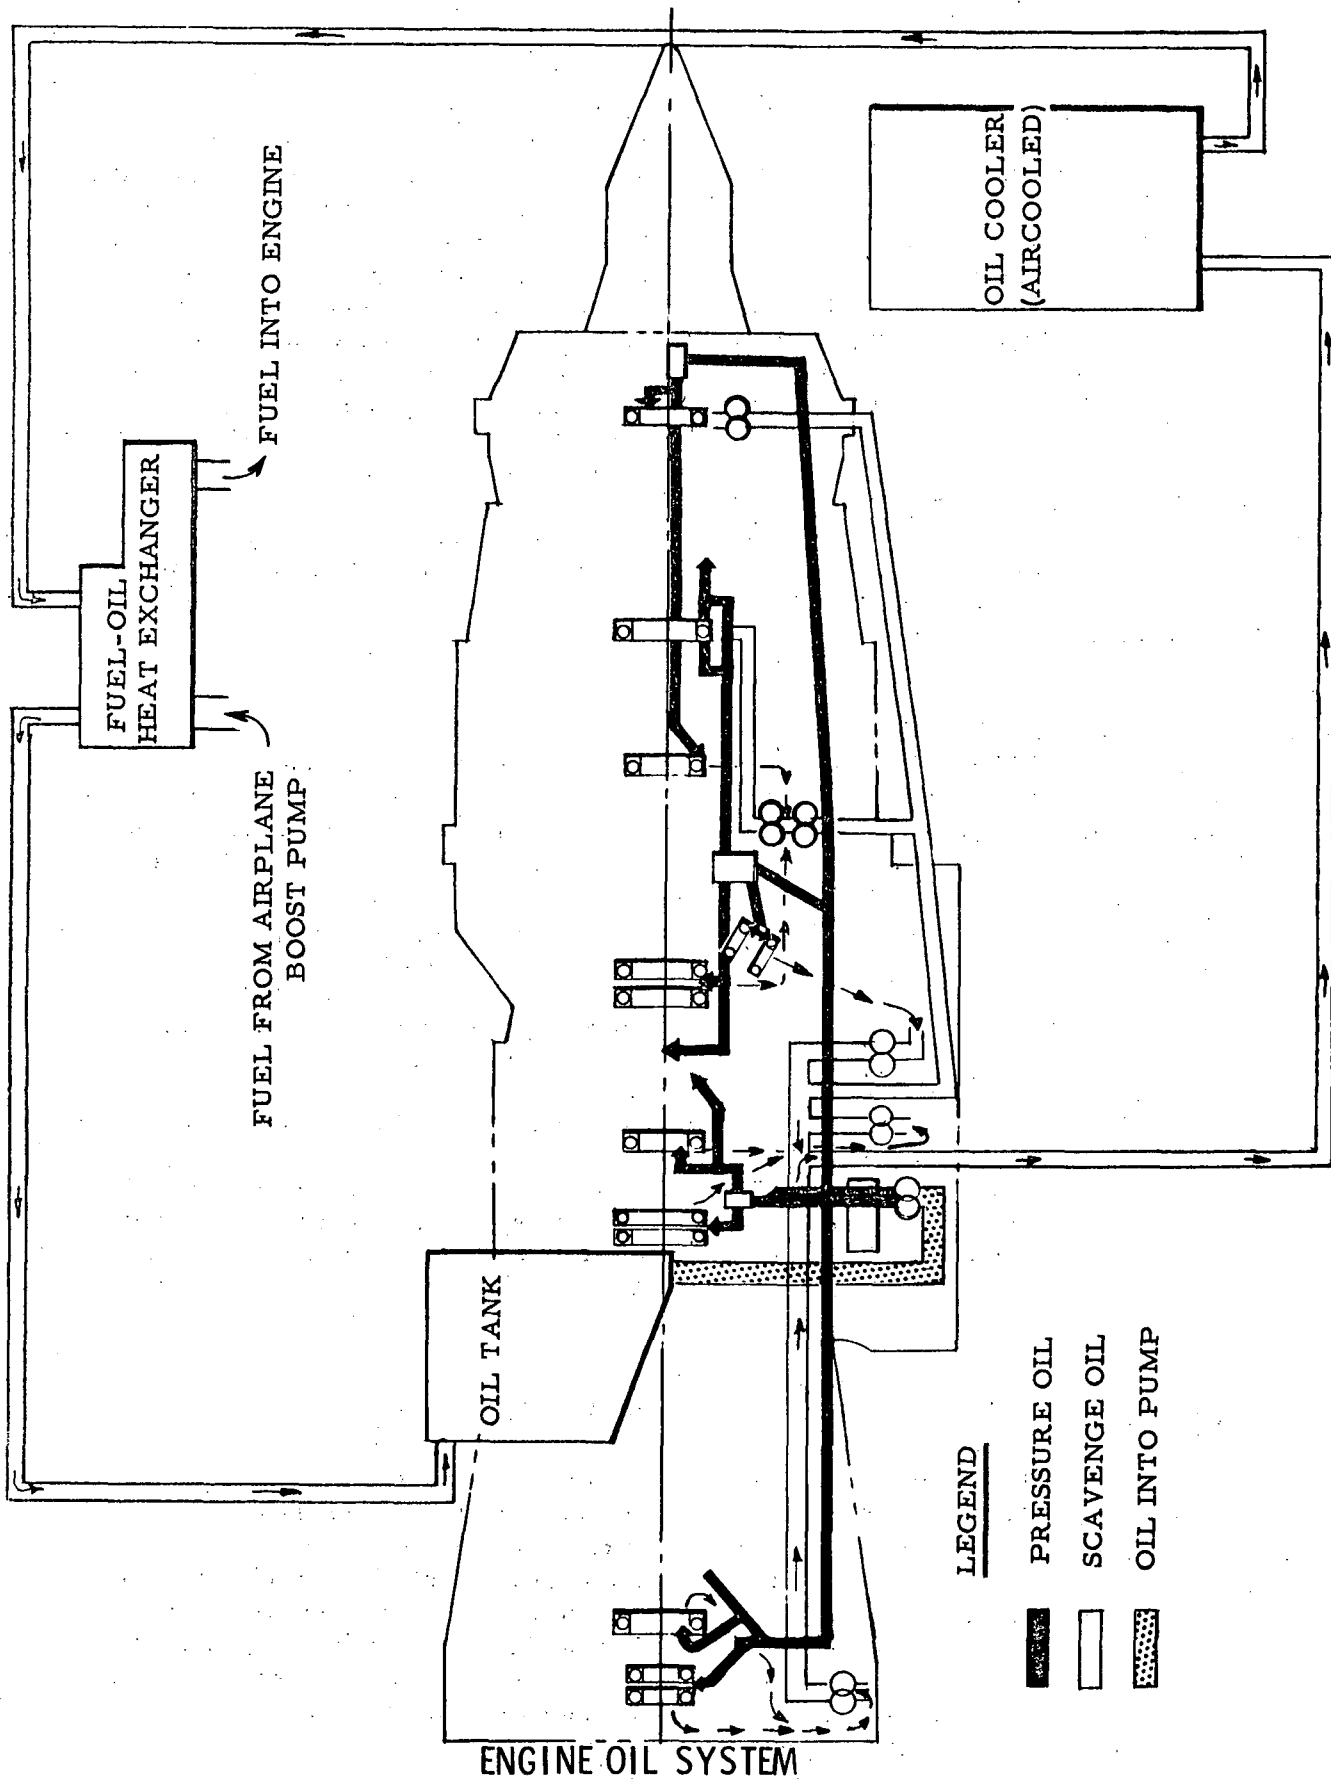 FUEL INTO ENGINE
FUEL-OIL
HEAT EXCHANGER
FUEL FROM AIRPLANE
BOOST PUMP
OIL COOLER
(AIRCOOLED)
OIL TANK
LEGEND
PRESSURE OIL
SCAVENGE OIL
OIL INTO PUMP
ENGINE OIL SYSTEM